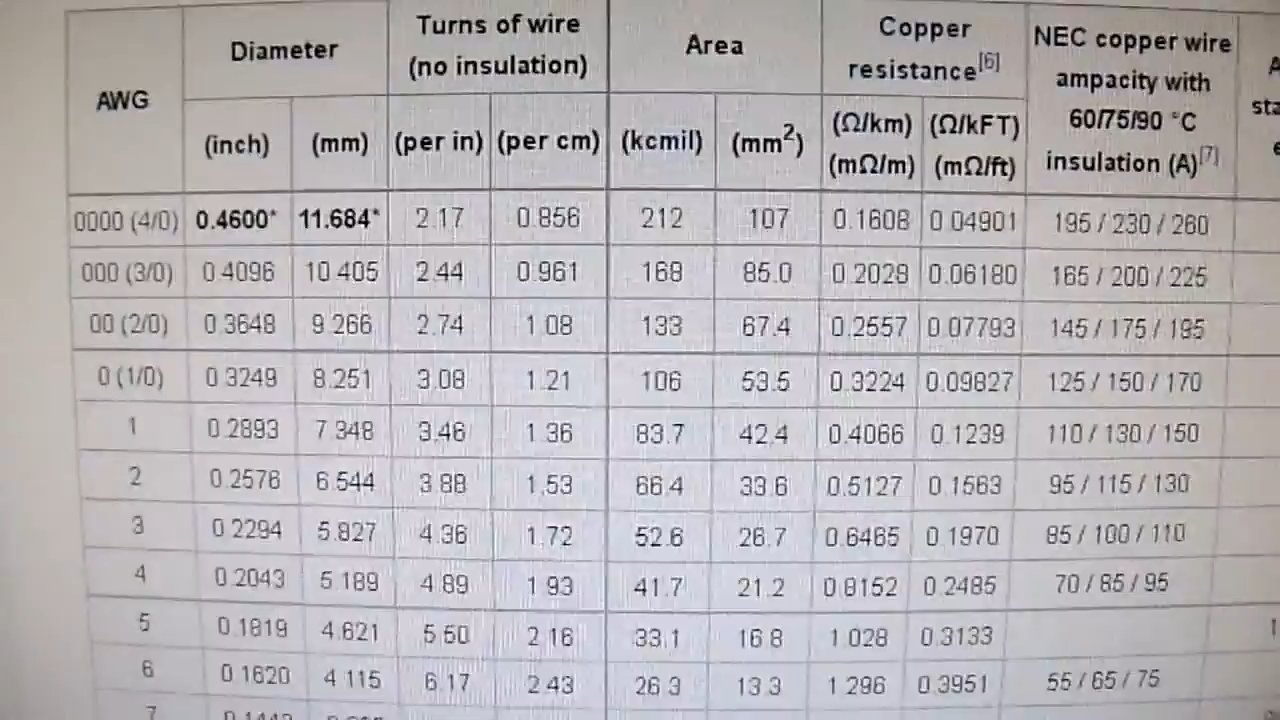 AWG Diameter Turns of wire (no insulation) Area Copper resistance[6] NEC copper wire ampacity with 60/75/90 °C insulation (A)[7]
(inch) (mm) (per in) (per cm) (kcmil) (mm²) (Ω/km) (mΩ/m) (Ω/kFT) (mΩ/ft)
0000 (4/0) 0.4600* 11.684* 2.17 0.856 212 107 0.1608 0.04901 195 / 230 / 260
000 (3/0) 0.4096 10.405 2.44 0.961 168 85.0 0.2028 0.06180 165 / 200 / 225
00 (2/0) 0.3648 9.266 2.74 1.08 133 67.4 0.2557 0.07793 145 / 175 / 195
0 (1/0) 0.3249 8.251 3.08 1.21 106 53.5 0.3224 0.09827 125 / 150 / 170
1 0.2893 7.348 3.46 1.36 83.7 42.4 0.4066 0.1239 110 / 130 / 150
2 0.2576 6.544 3.88 1.53 66.4 33.6 0.5127 0.1563 95 / 115 / 130
3 0.2294 5.827 4.36 1.72 52.6 26.7 0.6465 0.1970 85 / 100 / 110
4 0.2043 5.189 4.89 1.93 41.7 21.2 0.8152 0.2485 70 / 85 / 95
5 0.1819 4.621 5.50 2.16 33.1 16.8 1.028 0.3133
6 0.1620 4.115 6.17 2.43 26.3 13.3 1.296 0.3951 55 / 65 / 75
7